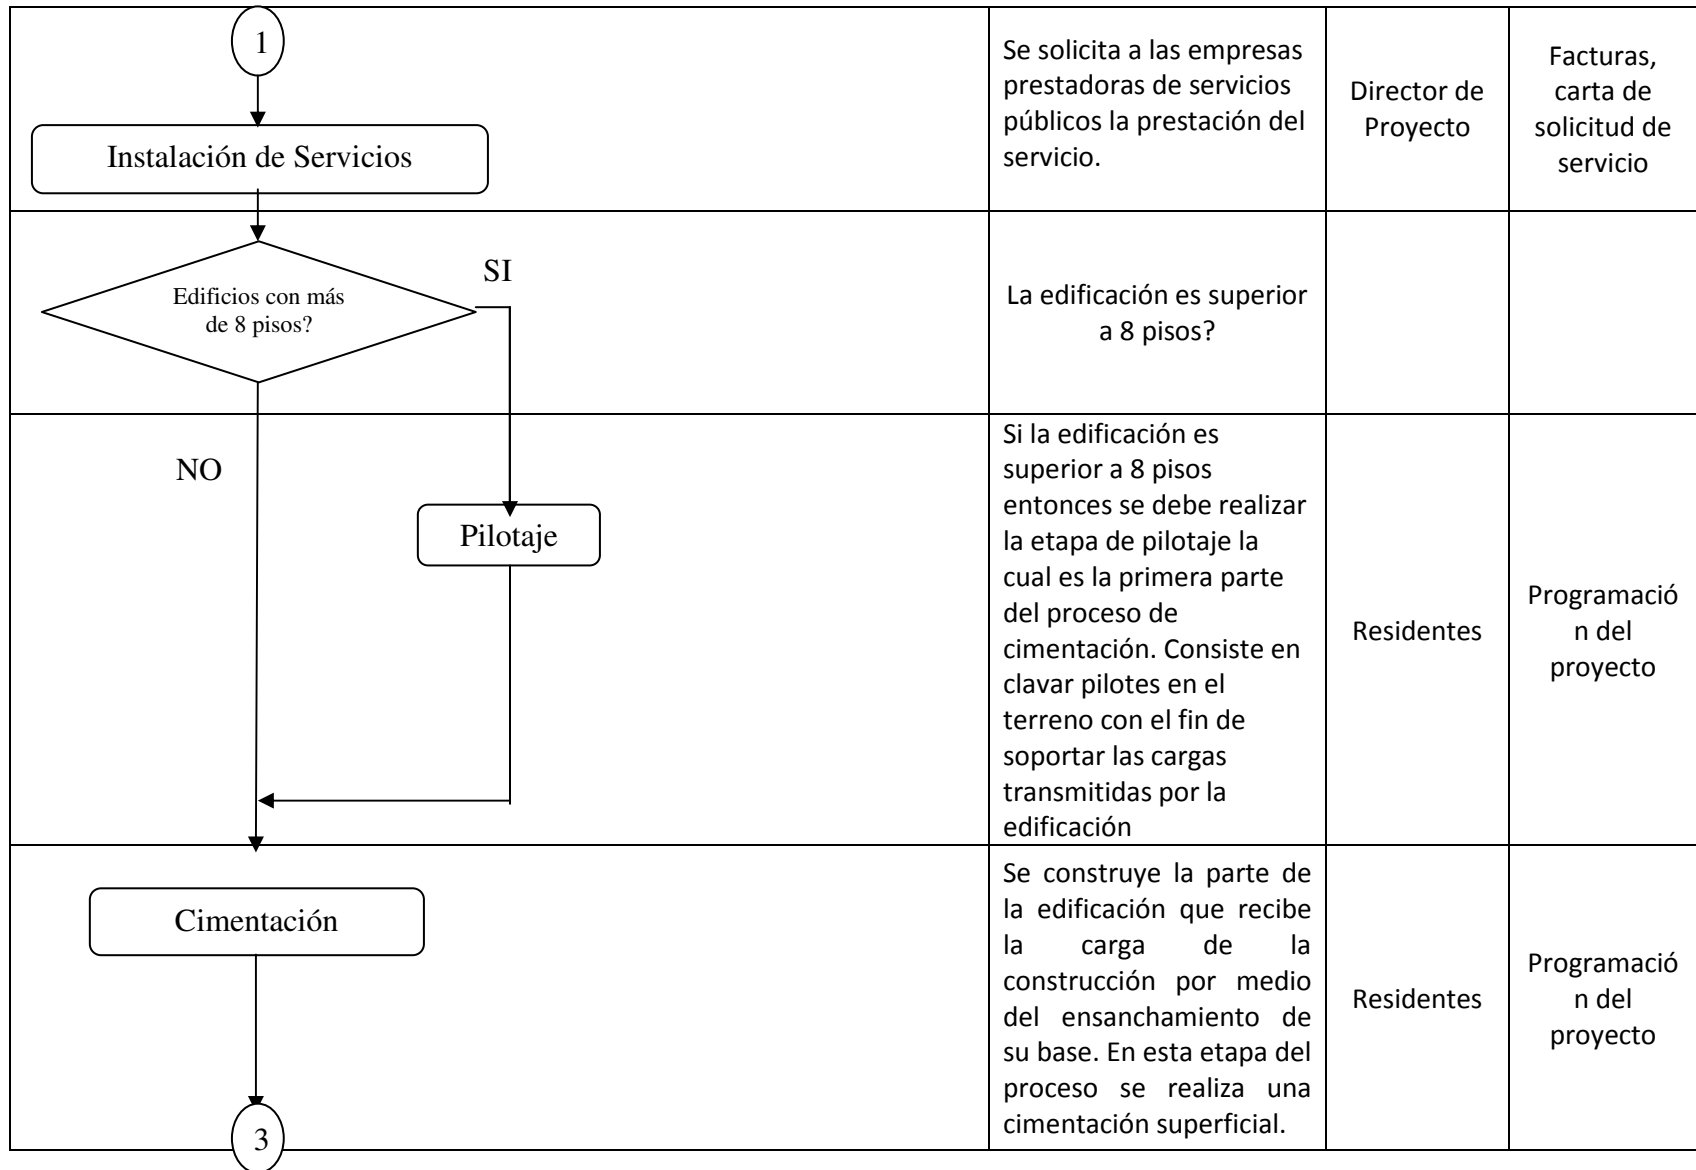 1
Instalación de Servicios
Se solicita a las empresas
prestadoras de servicios
públicos la prestación del
servicio.
Director de
Proyecto
Facturas,
carta de
solicitud de
servicio
Edificios con más
de 8 pisos?
SI
La edificación es superior
a 8 pisos?
NO
Pilotaje
Si la edificación es
superior a 8 pisos
entonces se debe realizar
la etapa de pilotaje la
cual es la primera parte
del proceso de
cimentación. Consiste en
clavar pilotes en el
terreno con el fin de
soportar las cargas
transmitidas por la
edificación
Residentes
Programació
n del
proyecto
Cimentación
3
Se construye la parte de
la edificación que recibe
la carga de la
construcción por medio
del ensanchamiento de
su base. En esta etapa del
proceso se realiza una
cimentación superficial.
Residentes
Programació
n del
proyecto